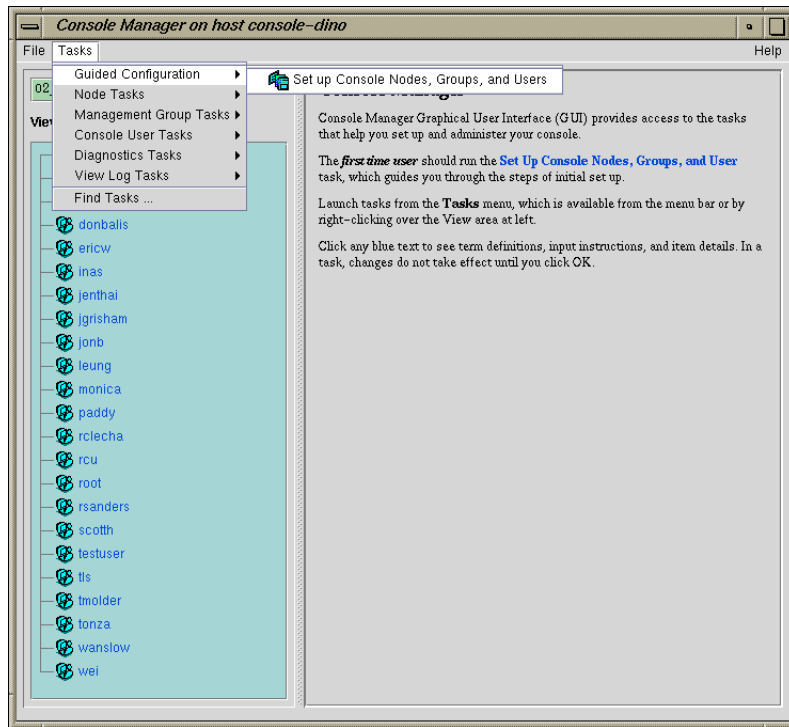 Console Manager on host console-dino
File Tasks Help
Guided Configuration
Set up Console Nodes, Groups, and Users
Node Tasks
Management Group Tasks
Console User Tasks
Diagnostics Tasks
View Log Tasks
Find Tasks ...
02
donbalis
ericw
inas
jenthai
jgrisham
jonb
leung
monica
paddy
rclecha
rcu
root
rsanders
scotth
testuser
tls
tmolder
tonza
wanslow
wei
Console Manager Graphical User Interface (GUI) provides access to the tasks
that help you set up and administer your console.
The first time user should run the Set Up Console Nodes, Groups, and User
task, which guides you through the steps of initial set up.
Launch tasks from the Tasks menu, which is available from the menu bar or by
right-clicking over the View area at left.
Click any blue text to see term definitions, input instructions, and item details. In a
task, changes do not take effect until you click OK.